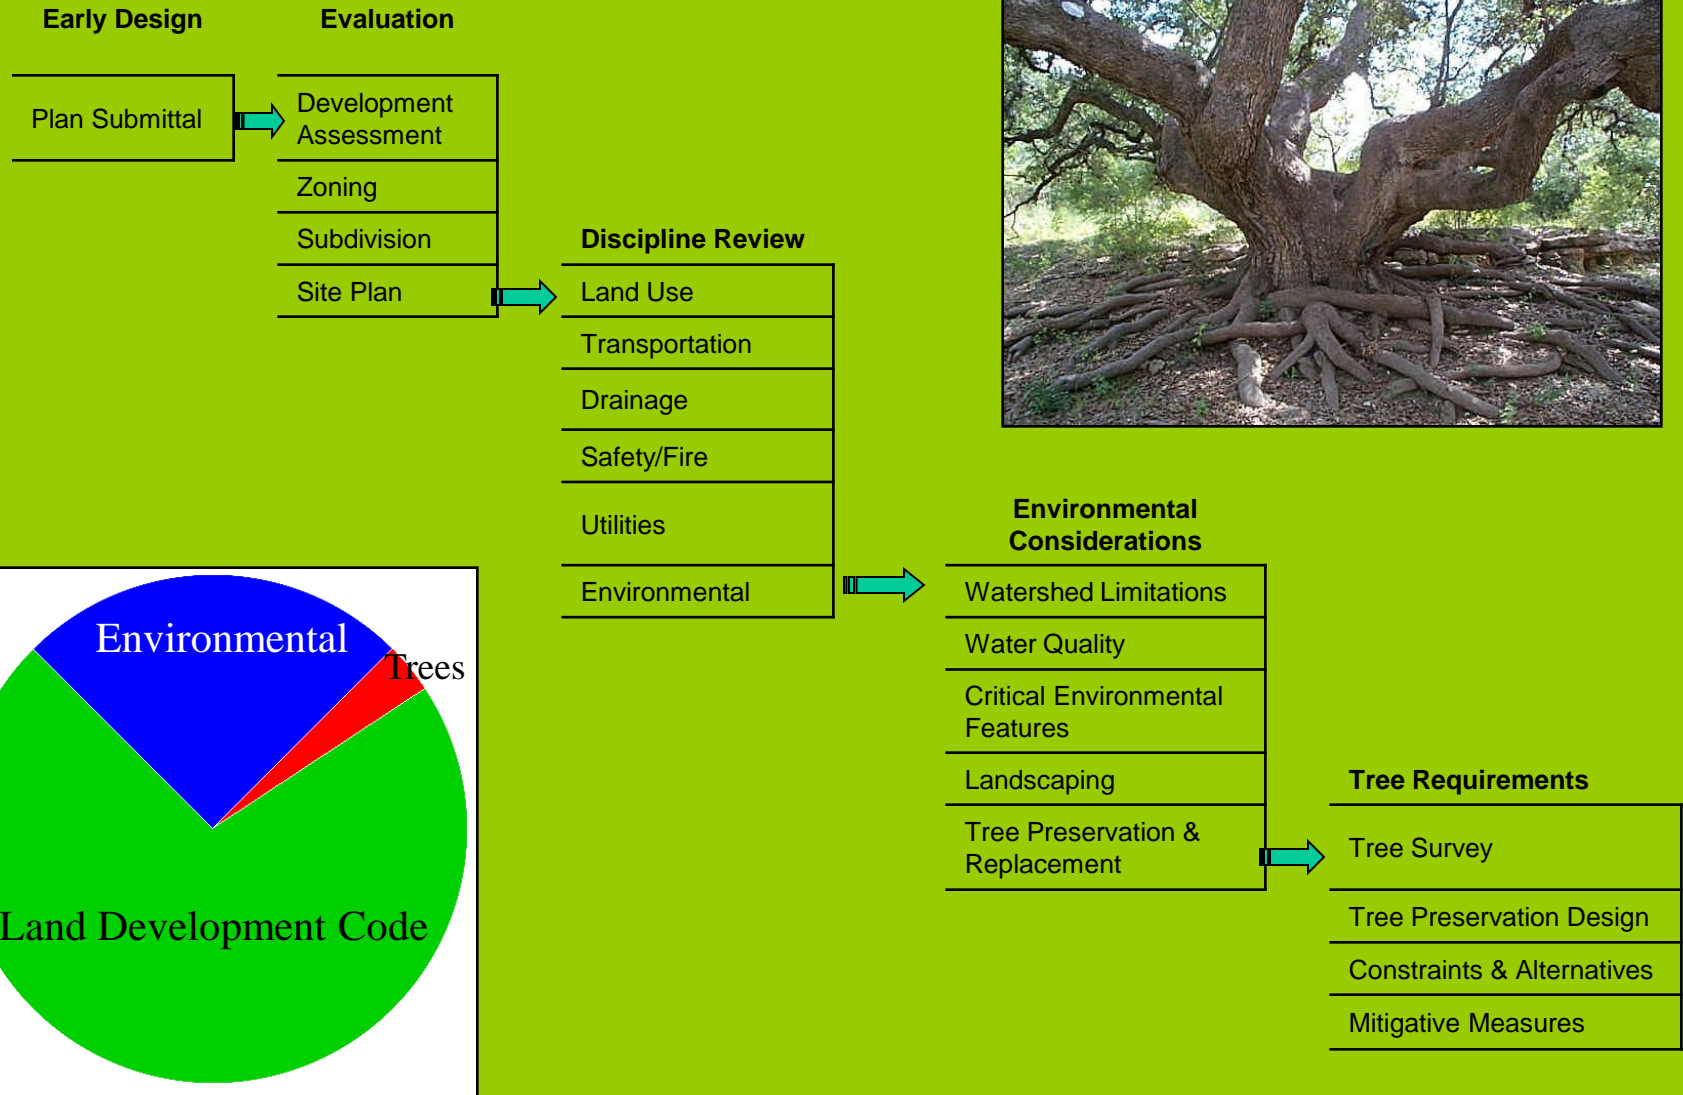 Early Design
Plan Submittal
Evaluation
Development
Assessment
Zoning
Subdivision
Site Plan
Discipline Review
Land Use
Transportation
Drainage
Safety/Fire
Utilities
Environmental
Environmental
Considerations
Watershed Limitations
Water Quality
Critical Environmental
Features
Landscaping
Tree Preservation &
Replacement
Tree Requirements
Tree Survey
Tree Preservation Design
Constraints & Alternatives
Mitigative Measures
Environmental
Trees
Land Development Code